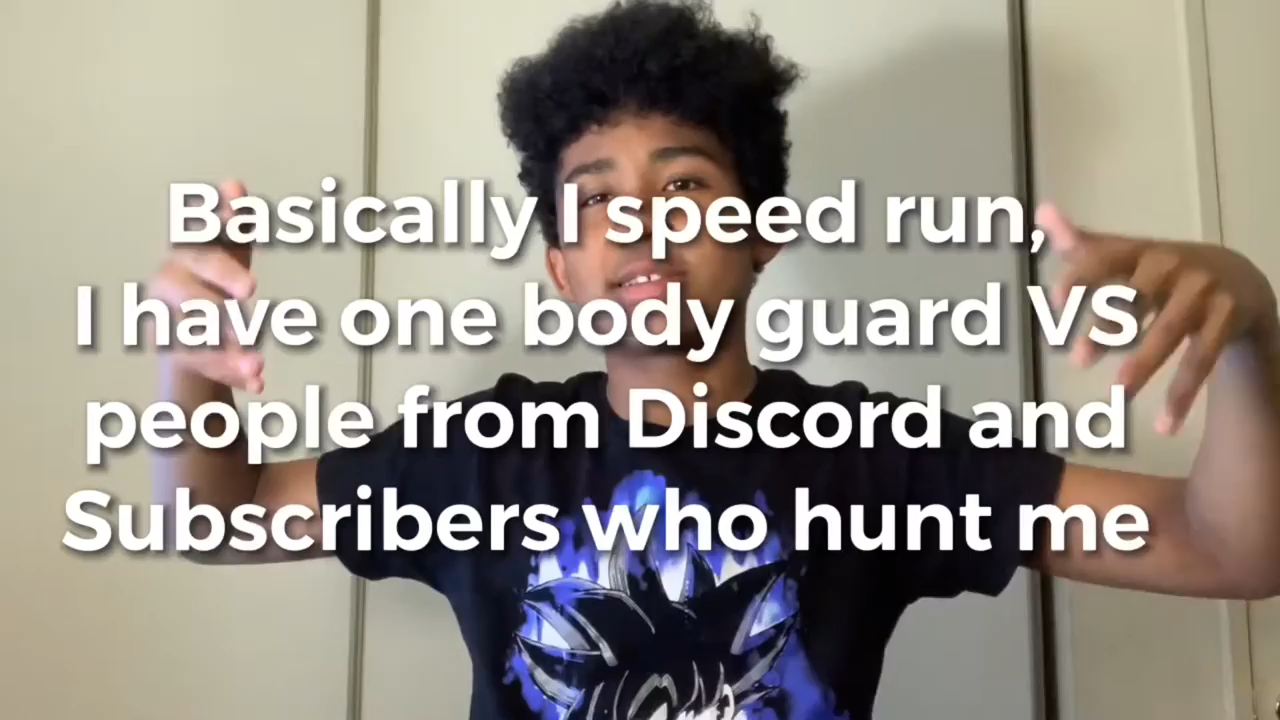 Basically I speed run,
I have one body guard VS
people from Discord and
Subscribers who hunt me